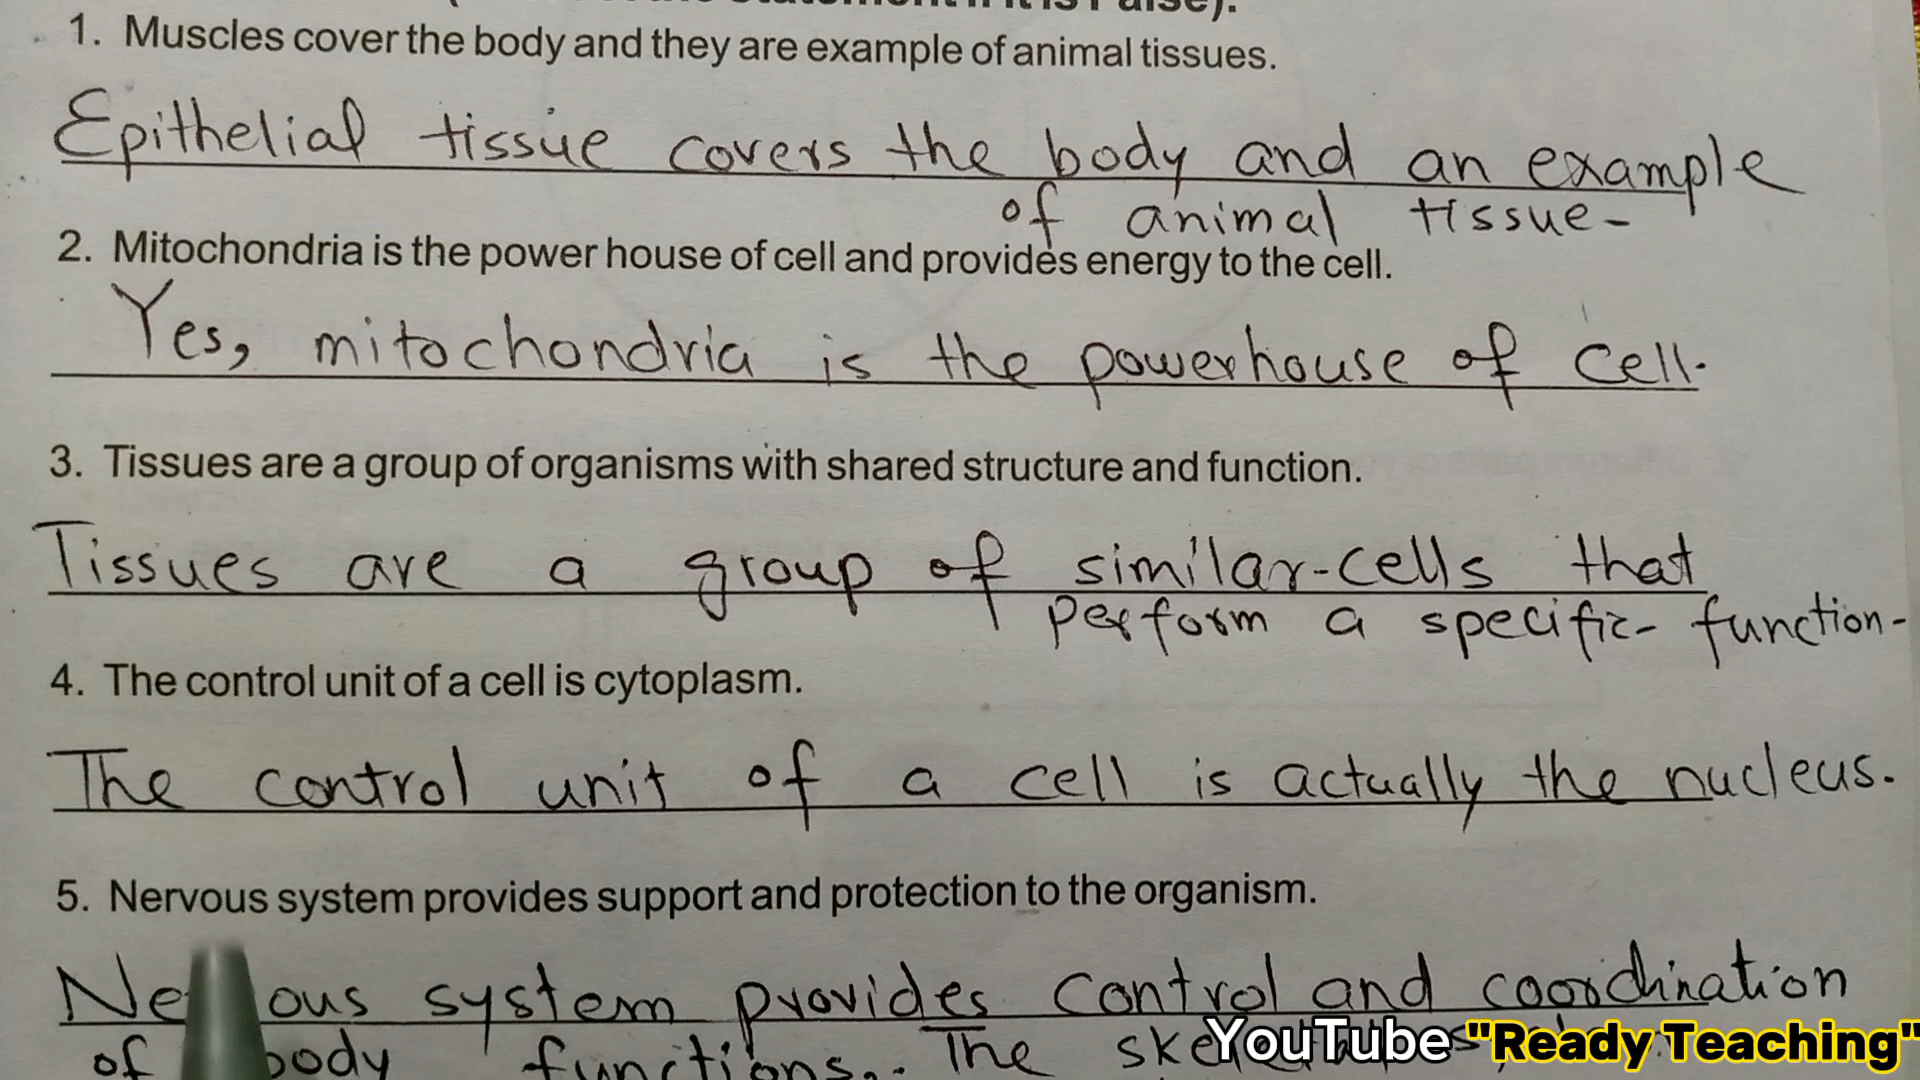 1. Muscles cover the body and they are example of animal tissues.
Epithelial tissue covers the body and an example
of animal tissue-
2. Mitochondria is the power house of cell and provides energy to the cell.
Yes, mitochondria is the powerhouse of cell.
3. Tissues are a group of organisms with shared structure and function.
Tissues are a group of similar-cells that
perform a specific- function-
4. The control unit of a cell is cytoplasm.
The control unit of a cell is actually the nucleus.
5. Nervous system provides support and protection to the organism.
system provides control and coordination
of body functions.. The
YouTube "Ready Teaching"